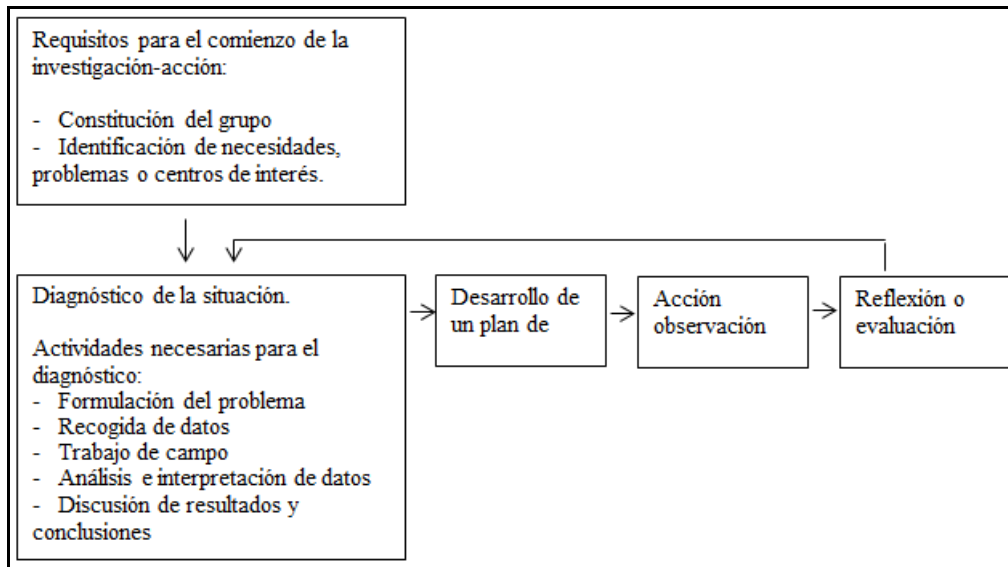 Requisitos para el comienzo de la
investigación-acción:
- Constitución del grupo
- Identificación de necesidades,
problemas o centros de interés.
Diagnóstico de la situación.
Actividades necesarias para el
diagnóstico:
- Formulación del problema
- Recogida de datos
- Trabajo de campo
- Análisis e interpretación de datos
- Discusión de resultados y
conclusiones
Desarrollo de
un plan de
Acción
observación
Reflexión o
evaluación